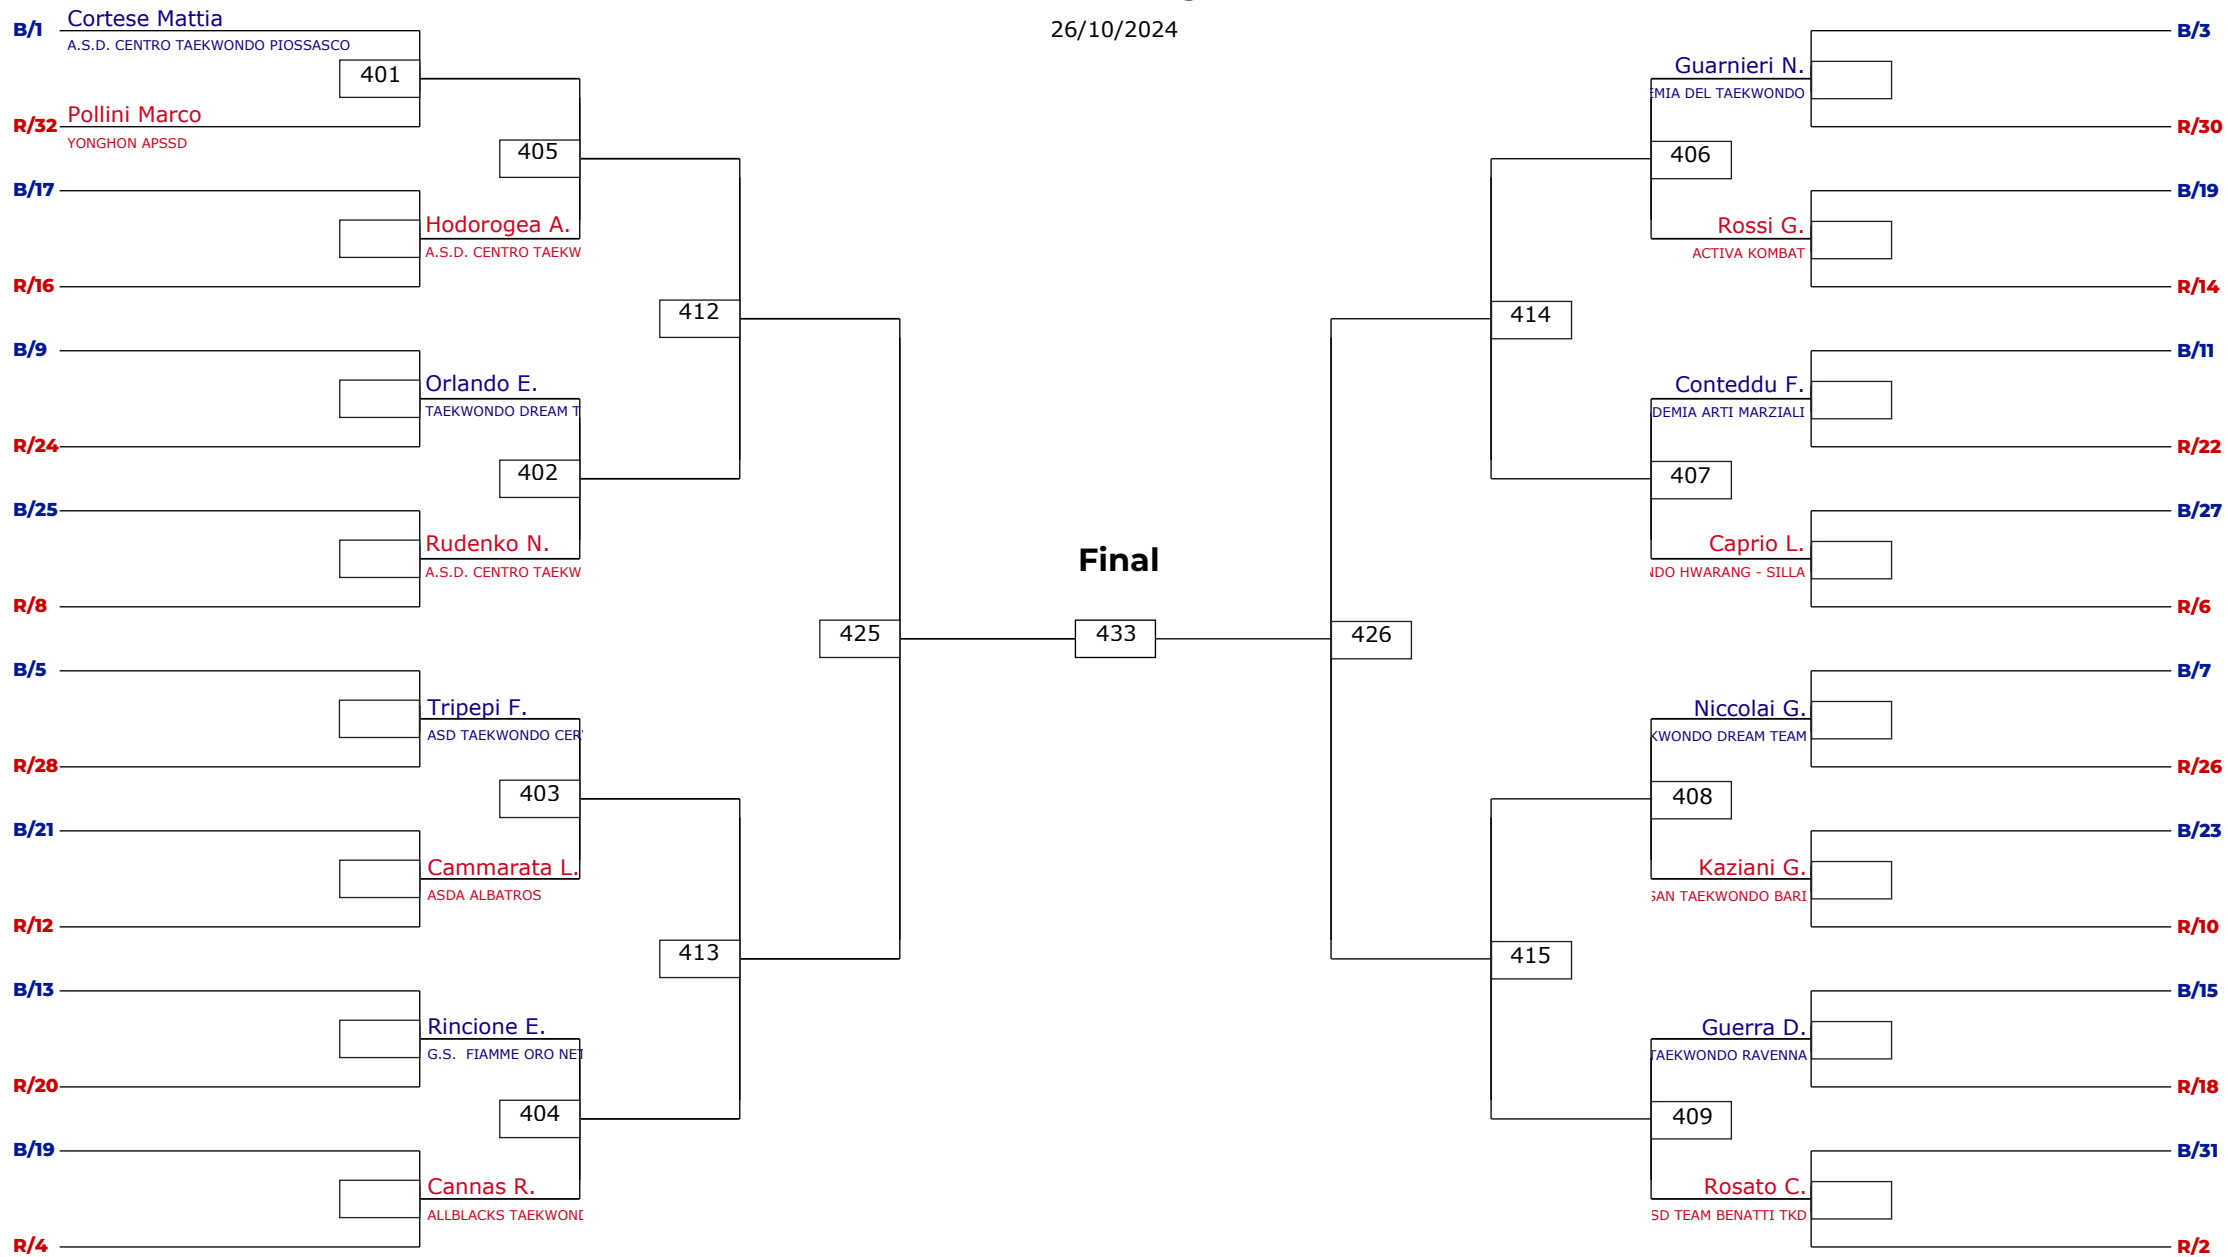 26/10/2024
B/1
Cortese Mattia
A.S.D. CENTRO TAEKWONDO PIOSSASCO
401
R/32
Pollini Marco
YONGHON APSSD
405
B/17
Hodorogea A.
A.S.D. CENTRO TAEKW
R/16
412
B/9
Orlando E.
TAEKWONDO DREAM T
R/24
402
B/25
Rudenko N.
A.S.D. CENTRO TAEKW
R/8
425
B/5
Tripepi F.
ASD TAEKWONDO CER
R/28
403
B/21
Cammarata L.
ASDA ALBATROS
R/12
413
B/13
Rincione E.
G.S. FIAMME ORO NET
R/20
404
B/19
Cannas R.
ALLBLACKS TAEKWOND
R/4
Final
433
B/3
Guarnieri N.
EMIA DEL TAEKWONDO
R/30
406
B/19
Rossi G.
ACTIVA KOMBAT
R/14
414
B/11
Conteddu F.
DEMIA ARTI MARZIALI
R/22
407
B/27
Caprio L.
NDO HWARANG - SILLA
R/6
426
B/7
Niccolai G.
KWONDO DREAM TEAM
R/26
408
B/23
Kaziani G.
SAN TAEKWONDO BARI
R/10
415
B/15
Guerra D.
TAEKWONDO RAVENNA
R/18
409
B/31
Rosato C.
SD TEAM BENATTI TKD
R/2